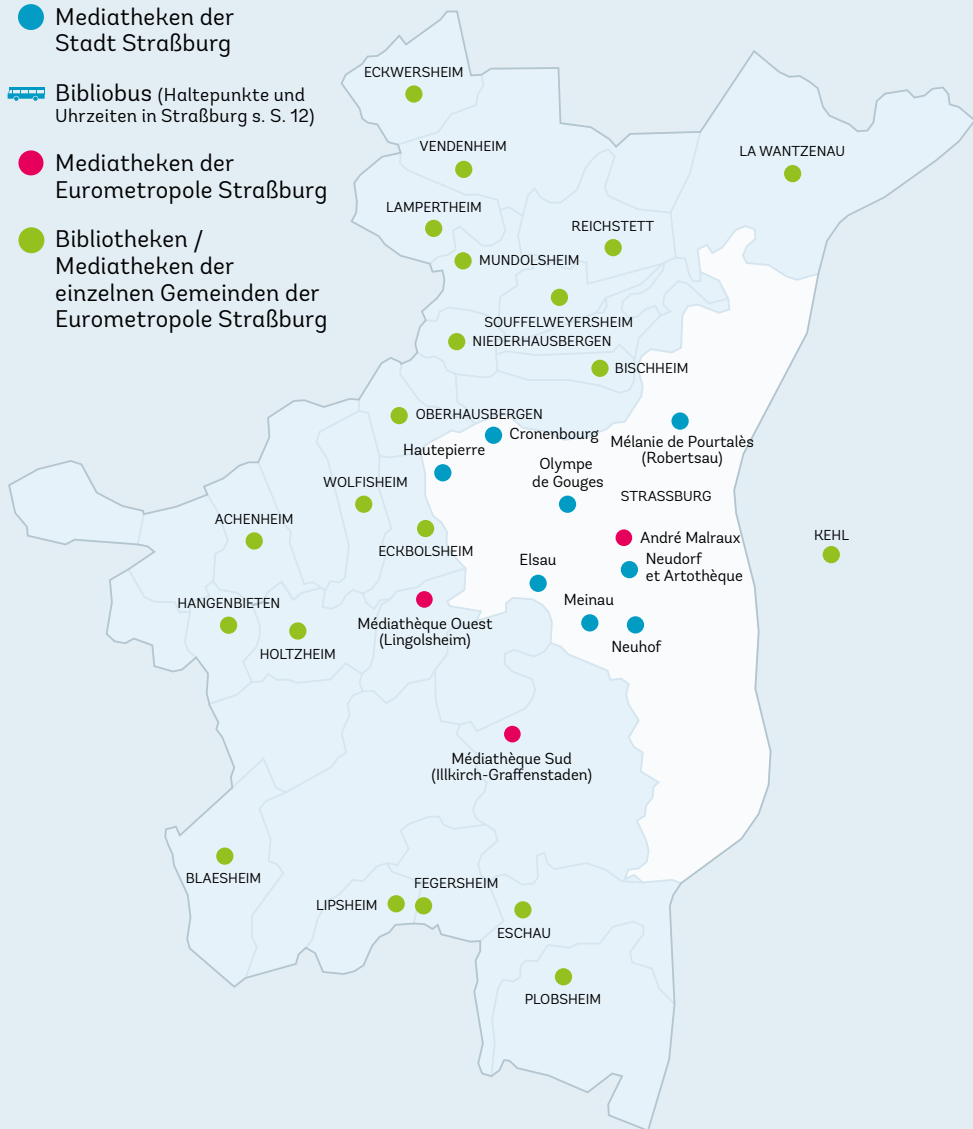 Mediatheken der
Stadt Straßburg
Bibliobus (Haltepunkte und
Uhrzeiten in Straßburg s. S. 12)
Mediatheken der
Eurometropole Straßburg
Bibliotheken /
Mediatheken der
einzelnen Gemeinden der
Eurometropole Straßburg
ECKWERSHEIM
VENDENHEIM
LA WANTZENAU
LAMPERTHEIM
REICHSTETT
MUNDOLSHEIM
SOUFFELWEYERSHEIM
NIEDERHAUSBERGEN
BISCHHEIM
OBERHAUSBERGEN
Cronenbourg
Hautepierre
Mélanie de Pourtalès
(Robertsau)
Olympe
de Gouges
WOLFISHEIM
STRASSBURG
ACHENHEIM
ECKBOLSHEIM
André Malraux
KEHL
Elsau
Neudorf
et Artothèque
HANGENBIETEN
Meinau
Médiathèque Ouest
(Lingolsheim)
HOLTZHEIM
Neuhof
Médiathèque Sud
(Illkirch-Graffenstaden)
BLAESHEIM
FEGERSHEIM
LIPSHEIM
ESCHAU
PLOBSHEIM